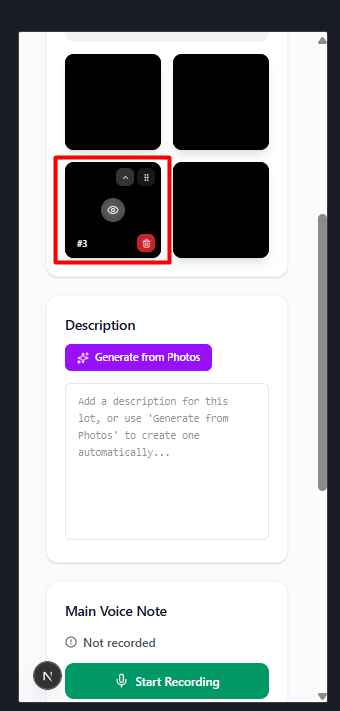 #3
Description
Generate from Photos
Add a description for this
lot, or use 'Generate from
Photos' to create one
automatically...
Main Voice Note
Not recorded
N
Start Recording